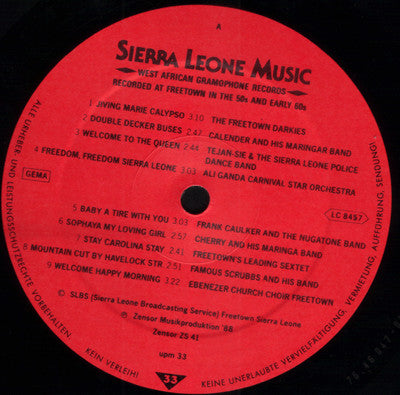 A
SIERRA LEONE MUSIC
WEST AFRICAN GRAMOPHONE RECORDS
RECORDED AT FREETOWN IN THE 50s AND EARLY 60s
1 JIVING MARIE CALYPSO 3.10 THE FREETOWN DARKIES
2 DOUBLE DECKER BUSES 2.47 CALENDER AND HIS MARINGAR BAND
3 WELCOME TO THE QUEEN 2.44 TEJAN-SIE & THE SIERRA LEONE POLICE
DANCE BAND
4 FREEDOM, FREEDOM SIERRA LEONE 3.03 ALI GANDA CARNIVAL STAR ORCHESTRA
GEMA
LC 8457
5 BABY A TIRE WITH YOU 3.03 FRANK CAULKER AND THE NUGATONE BAND
6 SOPHAYA MY LOVING GIRL 2.57 CHERRY AND HIS MARINGA BAND
7 STAY CAROLINA STAY 2.41 FREETOWN'S LEADING SEXTET
8 MOUNTAIN CUT BY HAVELOCK STR 2.51 FAMOUS SCRUBBS AND HIS BAND
9 WELCOME HAPPY MORNING 3.22 EBENEZER CHURCH CHOIR FREETOWN
℗ SLBS (Sierra Leone Broadcasting Service) Freetown Sierra Leone
℗ Zensor Musikproduktion '88
Zensor ZS 41
upm 33
33
ALLE URHEBER- UND LEISTUNGSSCHUTZRECHTE VORBEHALTEN.
KEIN VERLEIH!
KEINE UNERLAUBTE VERVIELFÄLTIGUNG, VERMIETUNG, AUFFÜHRUNG, SENDUNG!